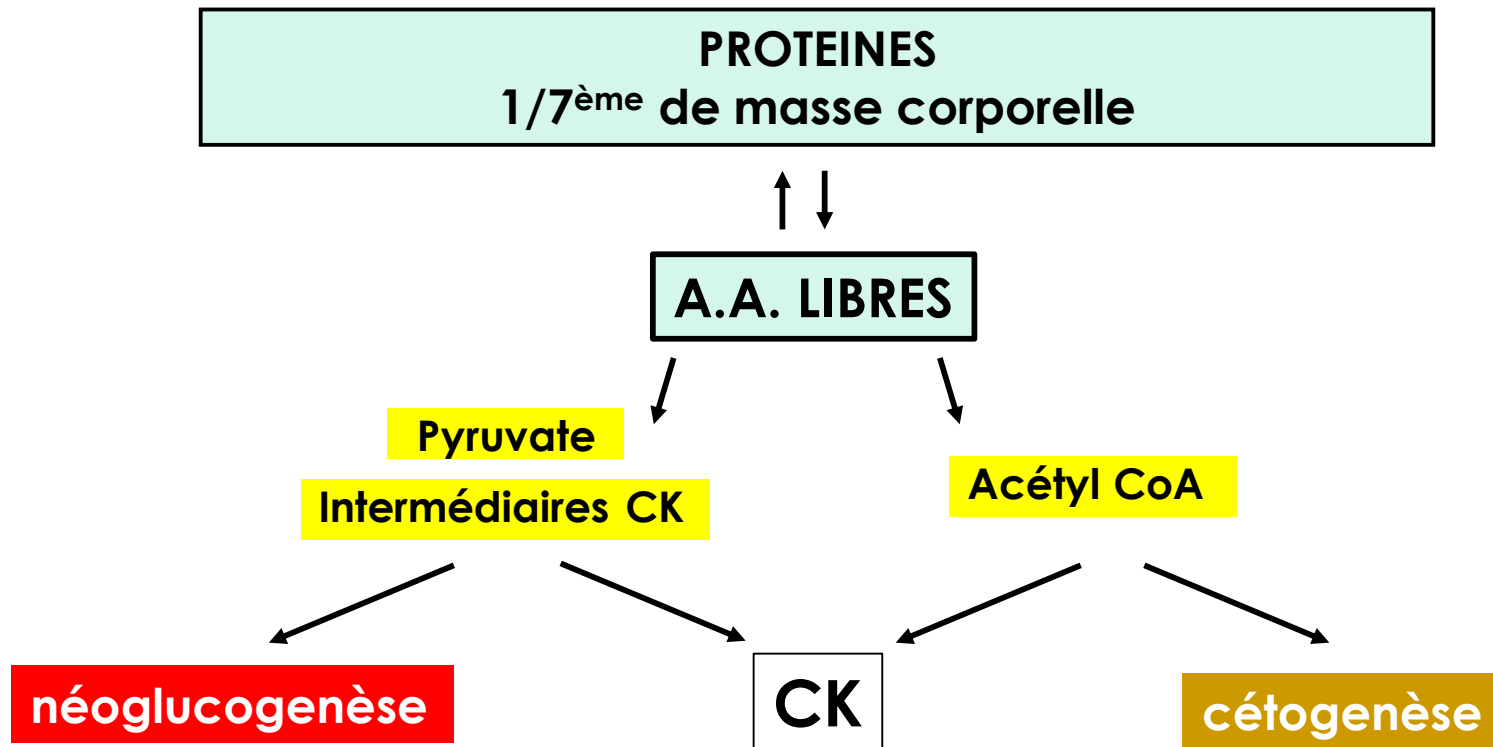 PROTEINES
1/7ème de masse corporelle
A.A. LIBRES
Pyruvate
Intermédiaires CK
Acétyl CoA
néoglucogenèse
CK
cétogenèse